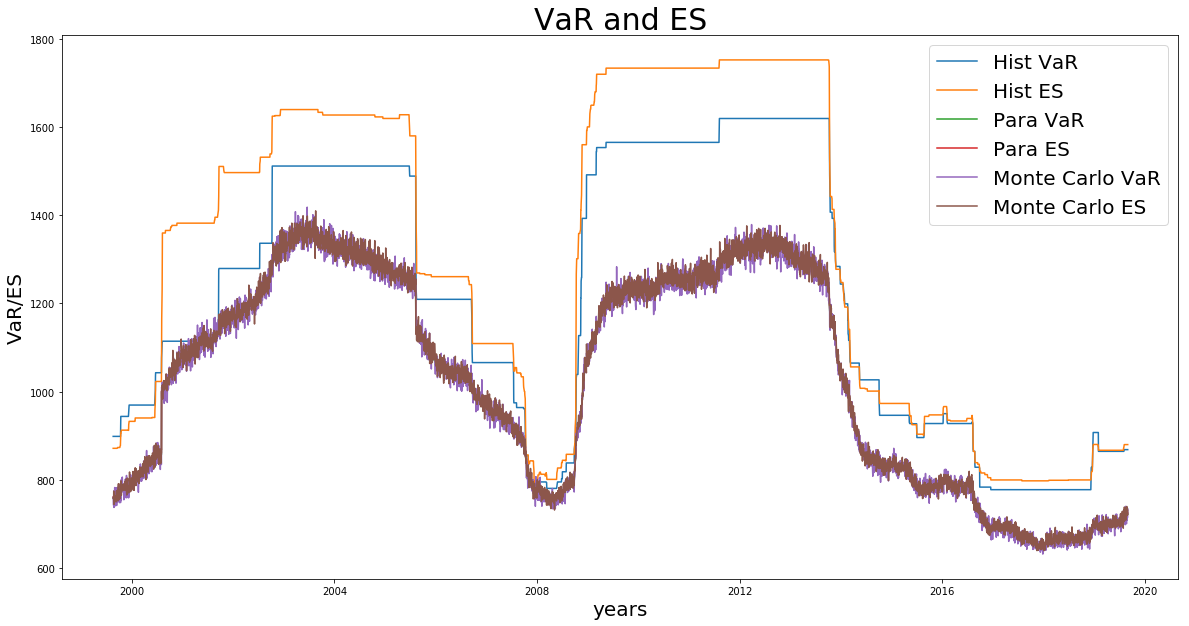 VaR and ES
1800
1600
1400
1200
1000
800
600
VaR/ES
2000
2004
2008
2012
2016
2020
years
Hist VaR
Hist ES
Para VaR
Para ES
Monte Carlo VaR
Monte Carlo ES